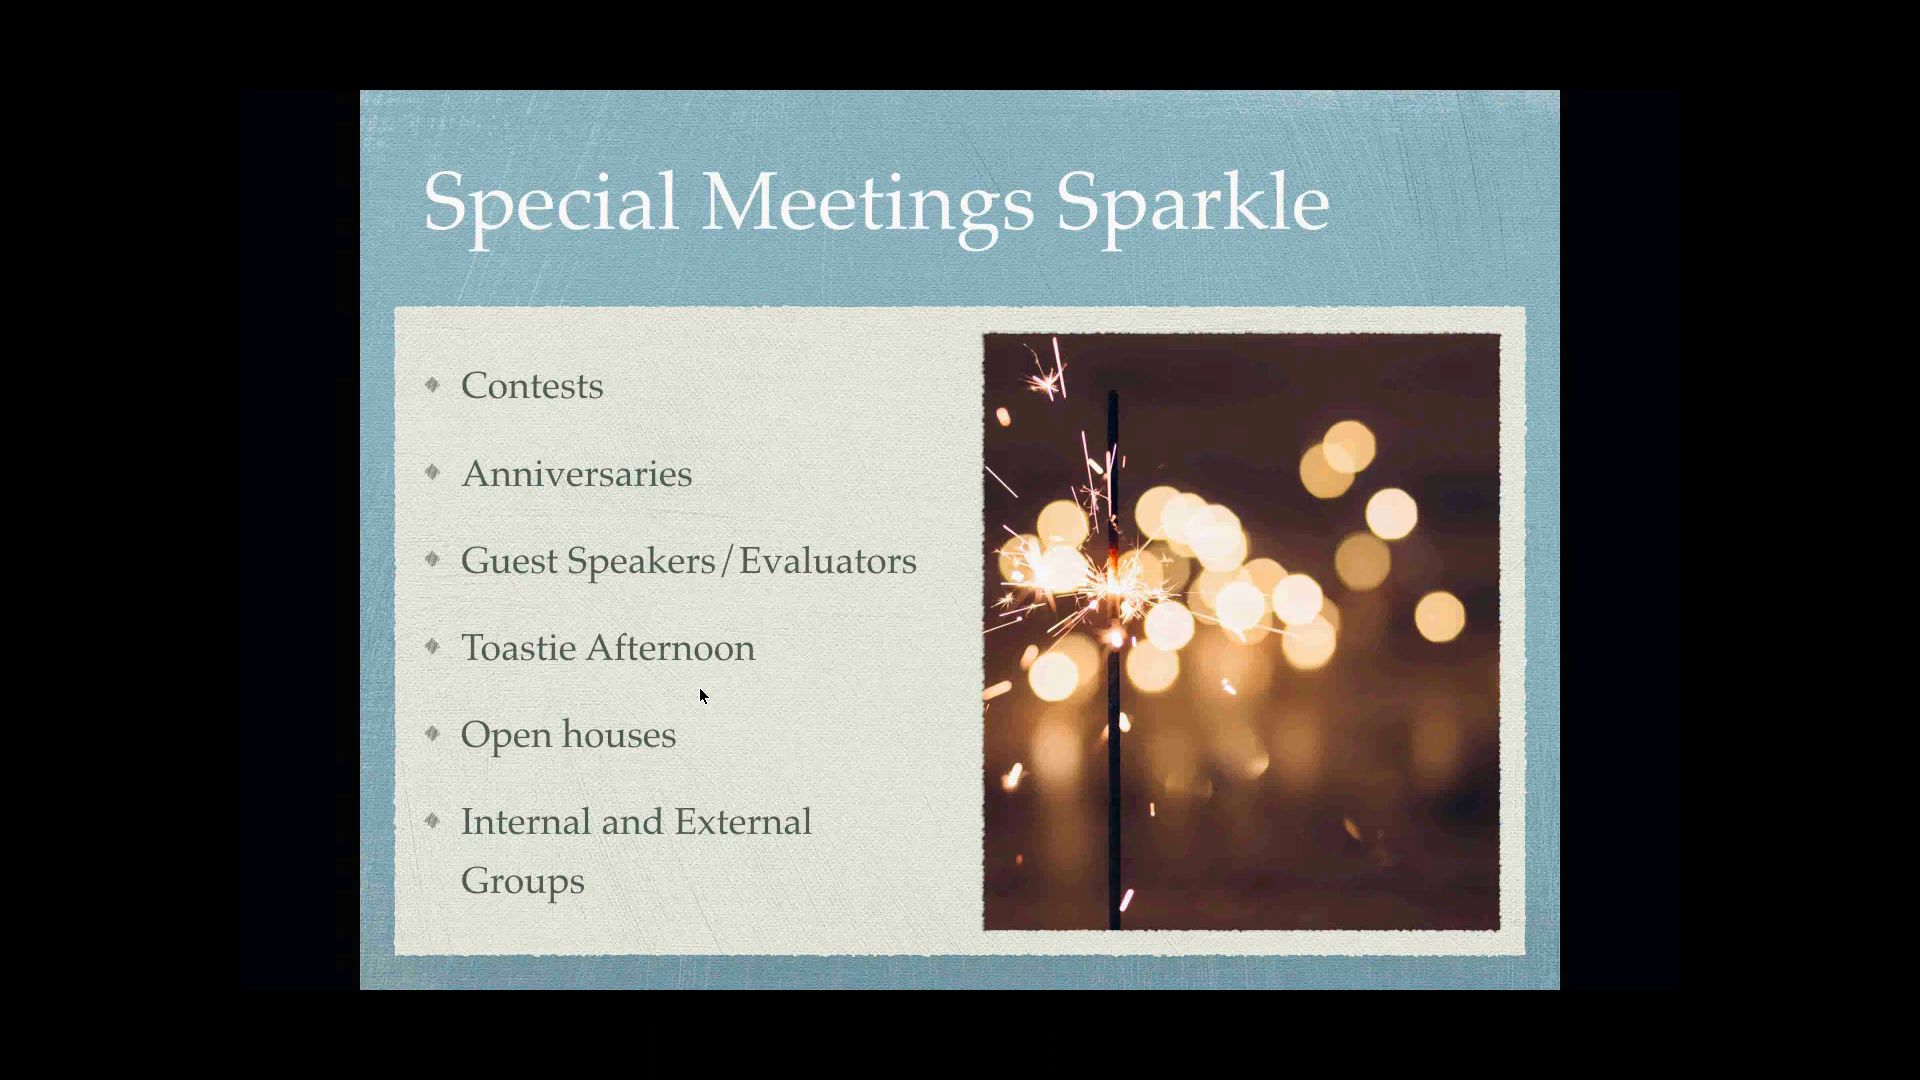 Special Meetings Sparkle
Contests
Anniversaries
Guest Speakers/Evaluators
Toastie Afternoon
Open houses
Internal and External
Groups